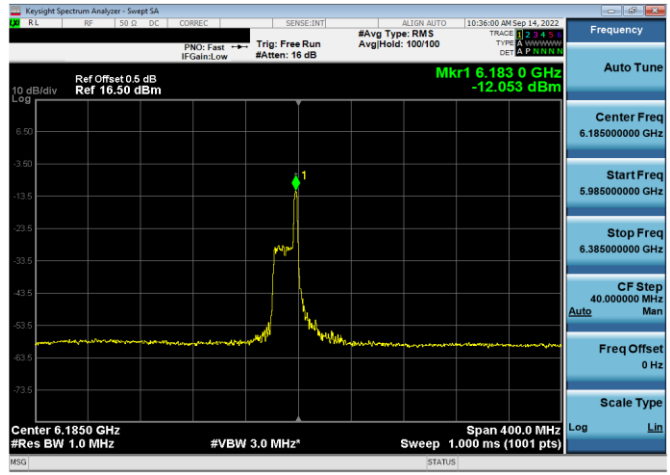 Keysight Spectrum Analyzer - Swept SA
RL RF 50 Ω DC CORREC SENSE:INT ALIGN AUTO 10:36:00 AM Sep 14, 2022
#Avg Type: RMS TRACE 1 2 3 4 5 6
PNO: Fast Trig: Free Run Avg|Hold: 100/100 TYPE A WWWWW
IFGain:Low #Atten: 16 dB DET A P N N N N
Ref Offset 0.5 dB Mkr1 6.183 0 GHz
10 dB/div Ref 16.50 dBm -12.053 dBm
Log
1
6.50
-3.50
-13.5
-23.5
-33.5
-43.5
-53.5
-63.5
-73.5
Center 6.1850 GHz Span 400.0 MHz
#Res BW 1.0 MHz #VBW 3.0 MHz* Sweep 1.000 ms (1001 pts)
MSG STATUS
Frequency
Auto Tune
Center Freq
6.185000000 GHz
Start Freq
5.985000000 GHz
Stop Freq
6.385000000 GHz
CF Step
40.000000 MHz
Auto Man
Freq Offset
0 Hz
Scale Type
Log Lin